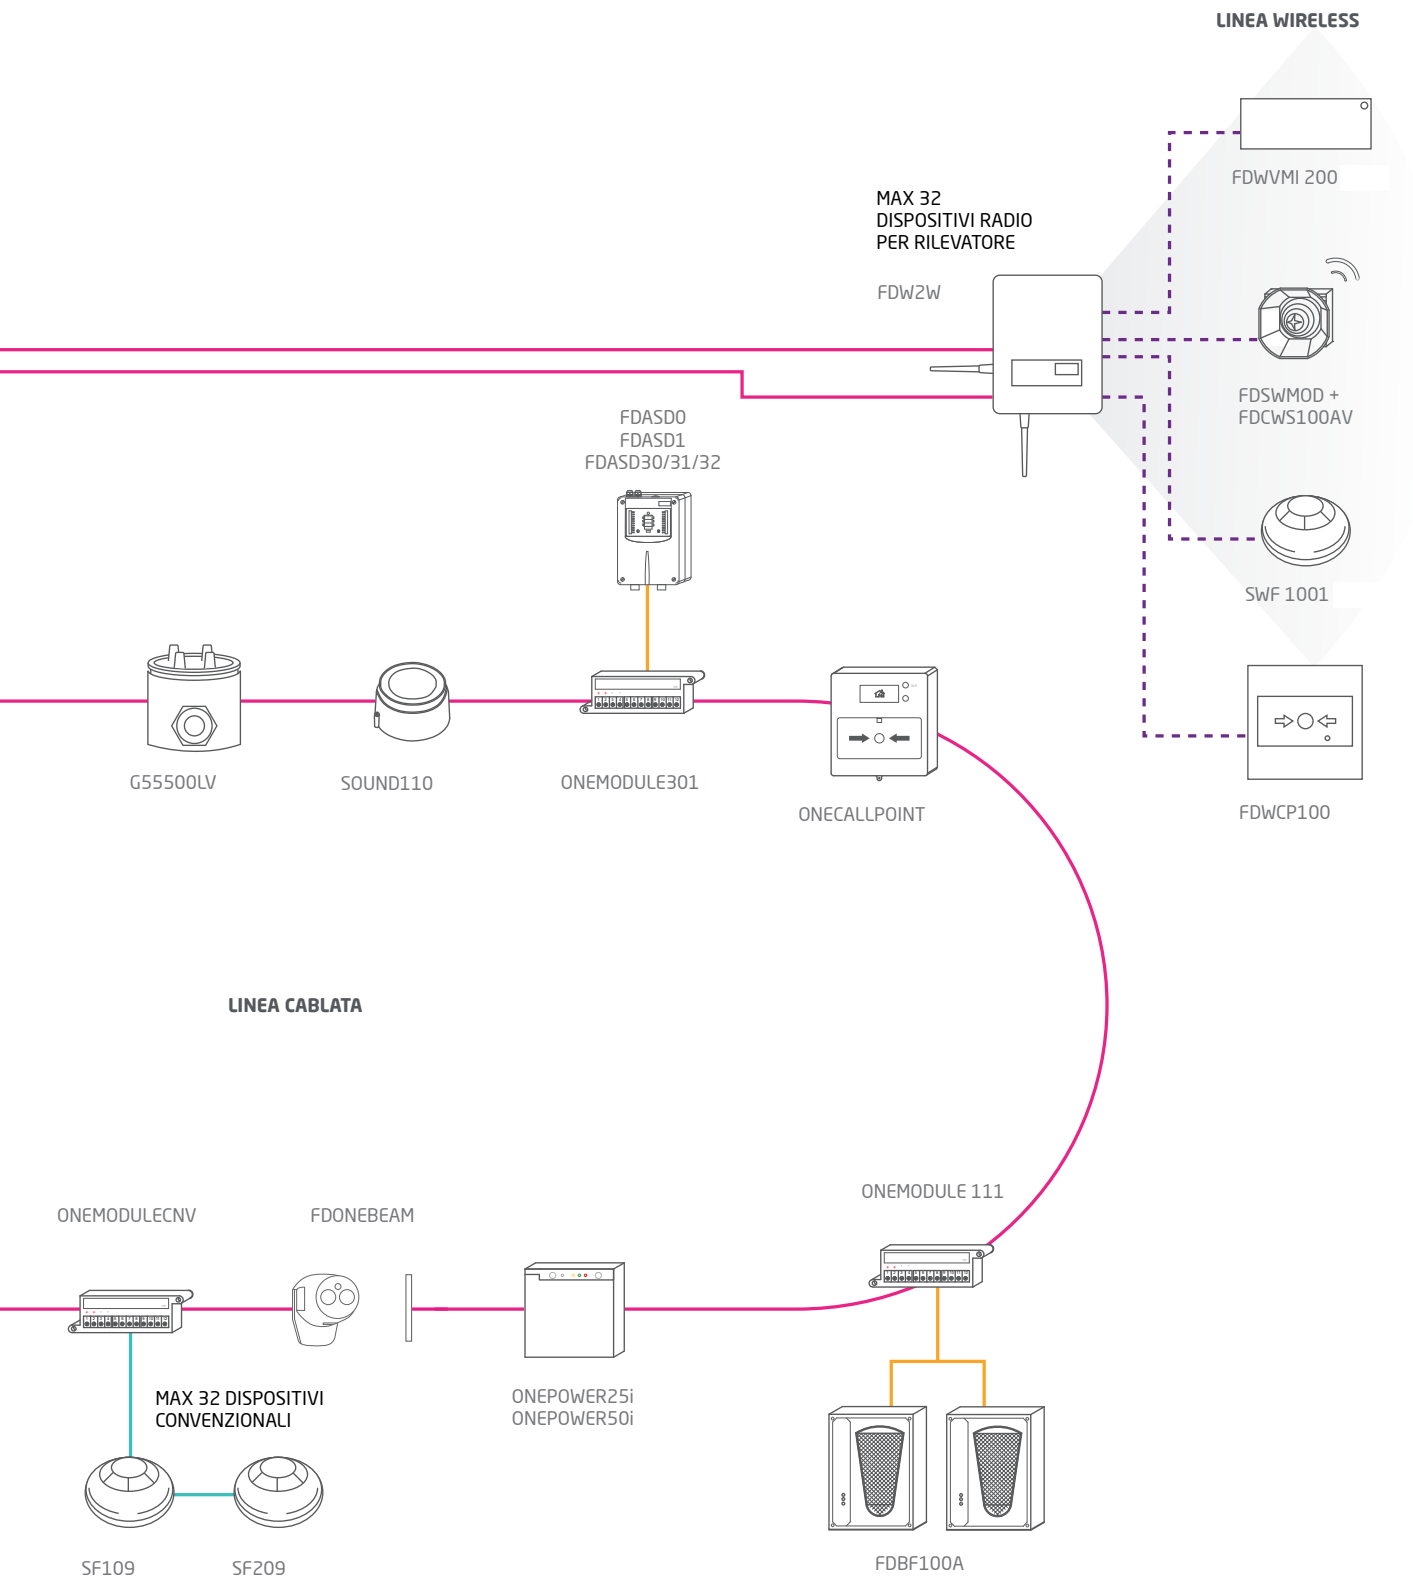 LINEA WIRELESS
FDWVMI 200
MAX 32
DISPOSITIVI RADIO
PER RILEVATORE
FDW2W
FDSWMOD +
FDCWS100AV
FDASD0
FDASD1
FDASD30/31/32
SWF 1001
G55500LV
SOUND110
ONEMODULE301
ONECALLPOINT
FDWCP100
LINEA CABLATA
ONEMODULE 111
ONEMODULECNV
FDONEBEAM
MAX 32 DISPOSITIVI
CONVENZIONALI
ONEPOWER25i
ONEPOWER50i
SF109
SF209
FDBF100A